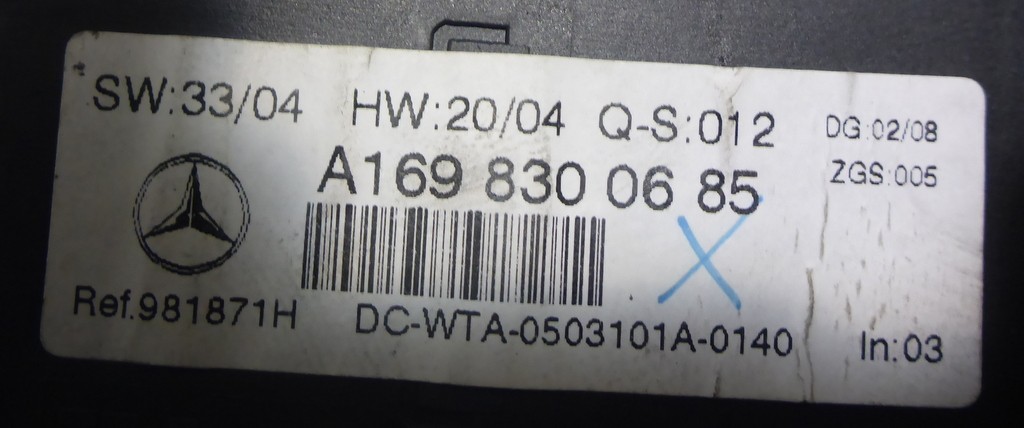 SW:33/04 HW:20/04 Q-S:012 DG:02/08
A169 830 06 85 ZGS:005
Ref.981871H DC-WTA-0503101A-0140 In:03